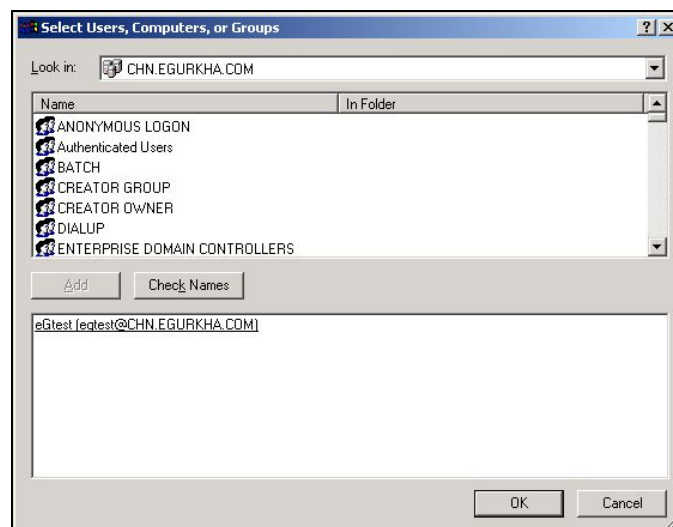 Select Users, Computers, or Groups
Look in: CHN.EGURKHA.COM
Name In Folder
ANONYMOUS LOGON
Authenticated Users
BATCH
CREATOR GROUP
CREATOR OWNER
DIALUP
ENTERPRISE DOMAIN CONTROLLERS
Add Check Names
eGtest (egtest@CHN.EGURKHA.COM)
OK Cancel